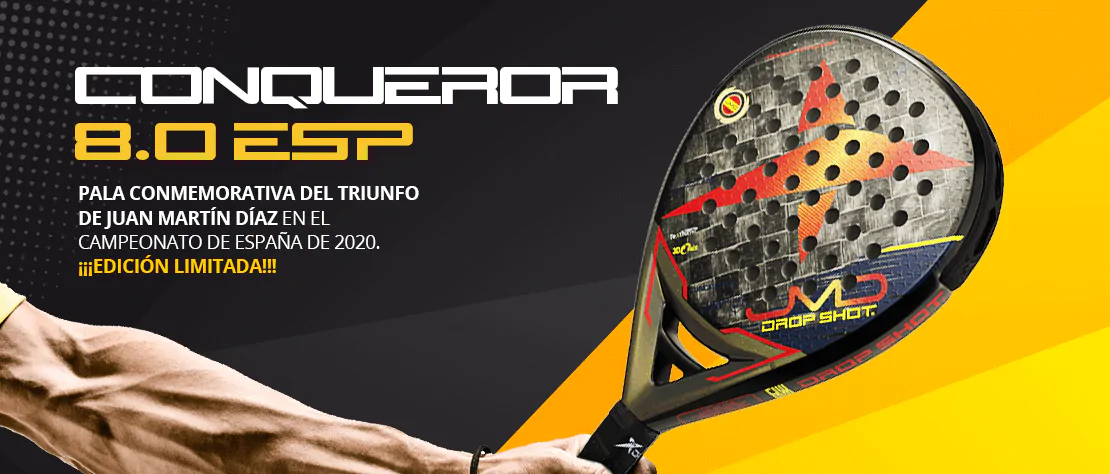 CONQUEROR
8.0 ESP
PALA CONMEMORATIVA DEL TRIUNFO
DE JUAN MARTÍN DÍAZ EN EL
CAMPEONATO DE ESPAÑA DE 2020.
¡¡¡EDICIÓN LIMITADA!!!
JMD
DROP SHOT.
DROP SHOT